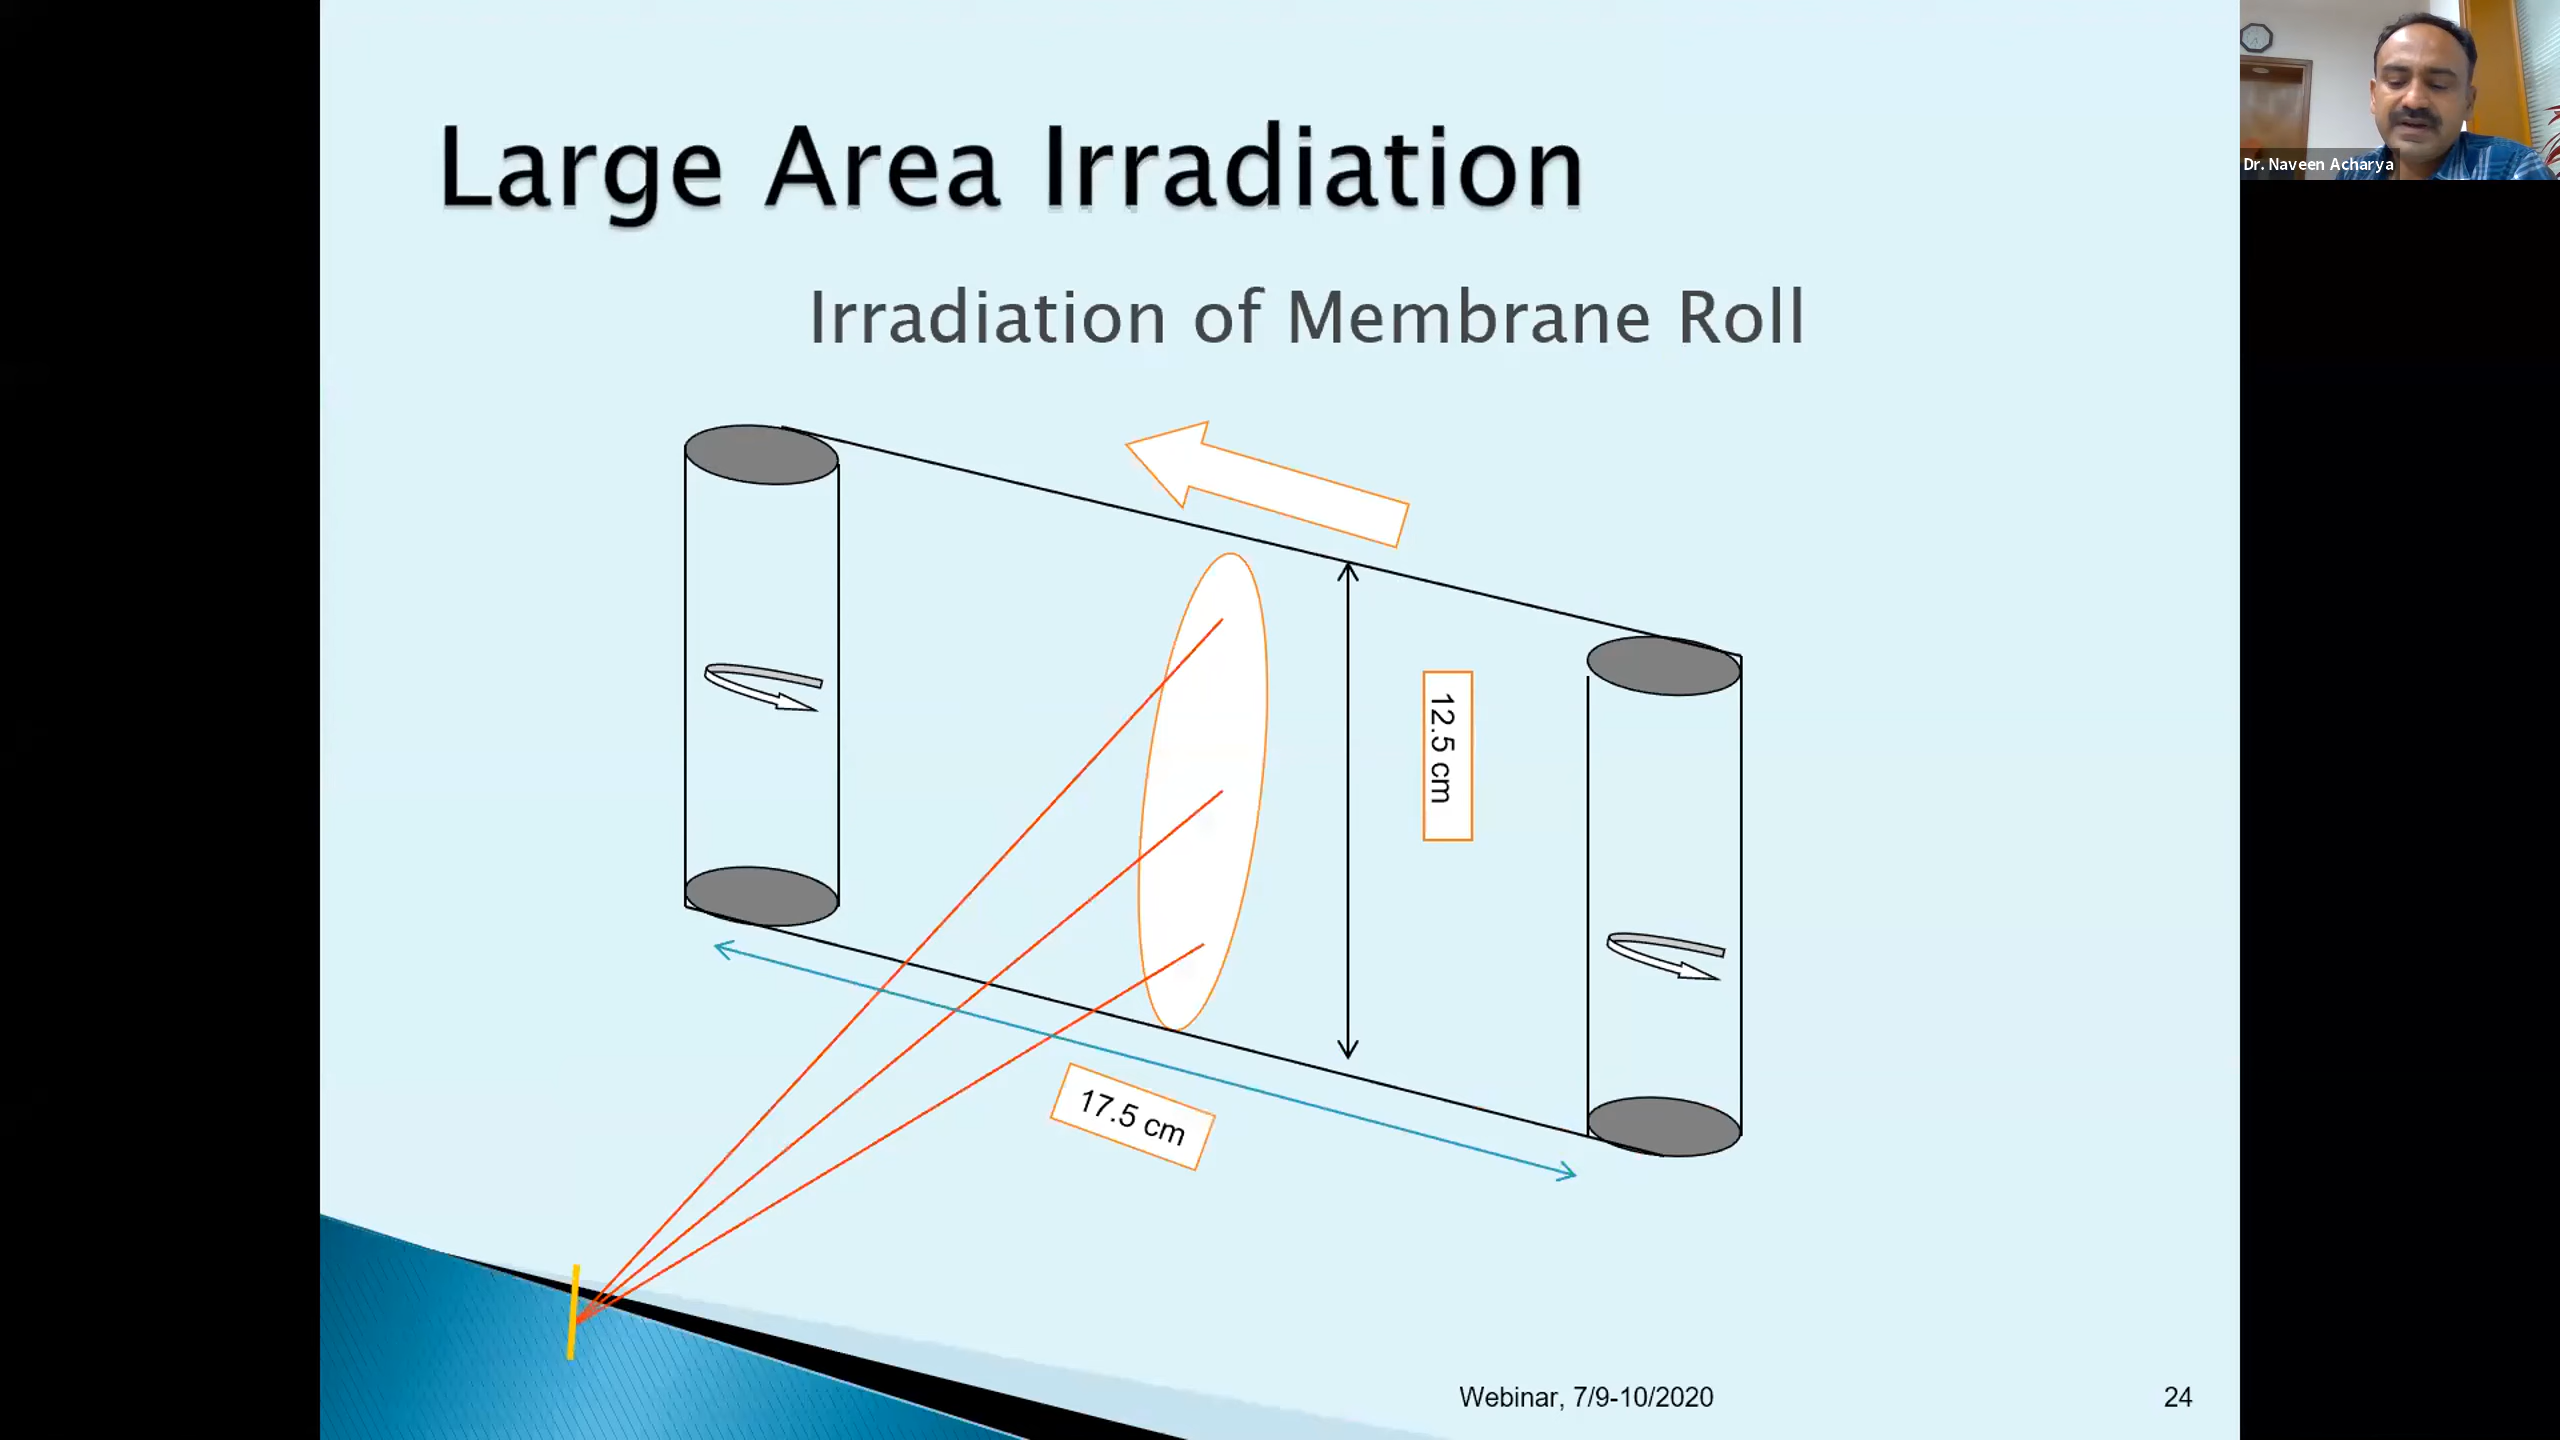 Large Area Irradiation
Irradiation of Membrane Roll
12.5 cm
17.5 cm
Webinar, 7/9-10/2020
24
Dr. Naveen Acharya